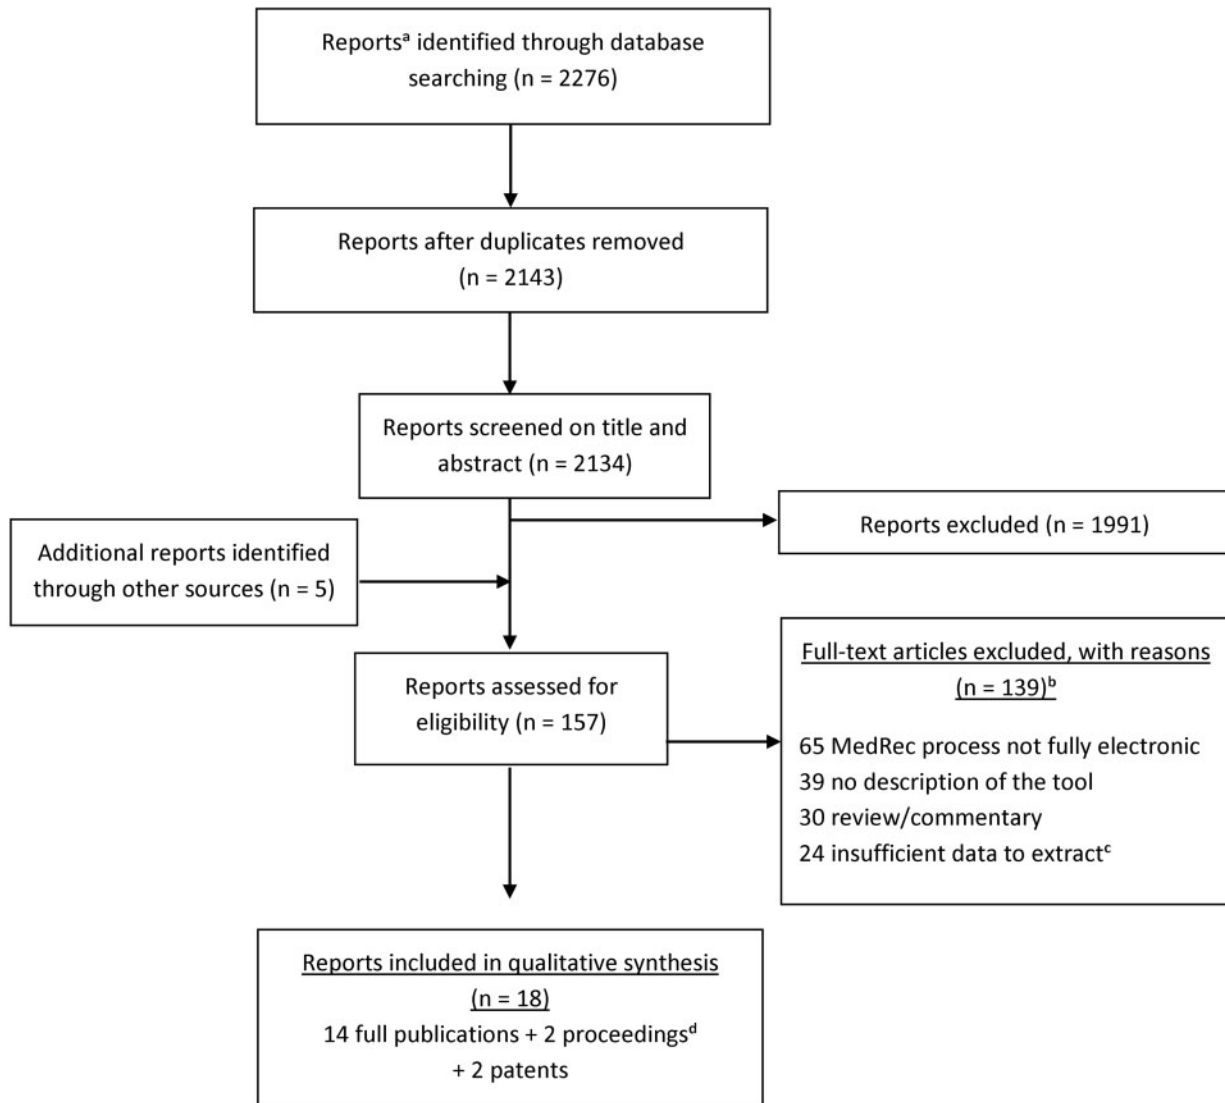 Reportsᵃ identified through database
searching (n = 2276)
Reports after duplicates removed
(n = 2143)
Reports screened on title and
abstract (n = 2134)
Reports excluded (n = 1991)
Additional reports identified
through other sources (n = 5)
Reports assessed for
eligibility (n = 157)
Full-text articles excluded, with reasons
(n = 139)ᵇ
65 MedRec process not fully electronic
39 no description of the tool
30 review/commentary
24 insufficient data to extractᶜ
Reports included in qualitative synthesis
(n = 18)
14 full publications + 2 proceedingsᵈ
+ 2 patents